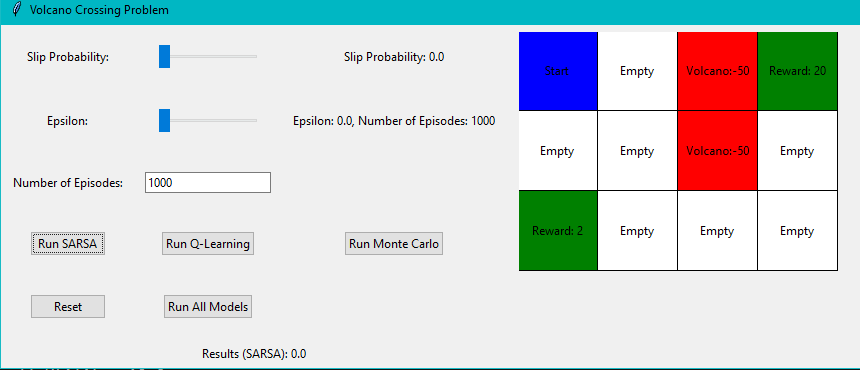 Volcano Crossing Problem
Slip Probability:
Slip Probability: 0.0
Epsilon:
Epsilon: 0.0, Number of Episodes: 1000
Number of Episodes:
1000
Run SARSA
Run Q-Learning
Run Monte Carlo
Reset
Run All Models
Results (SARSA): 0.0
Start
Empty
Volcano:-50
Reward: 20
Empty
Empty
Volcano:-50
Empty
Reward: 2
Empty
Empty
Empty